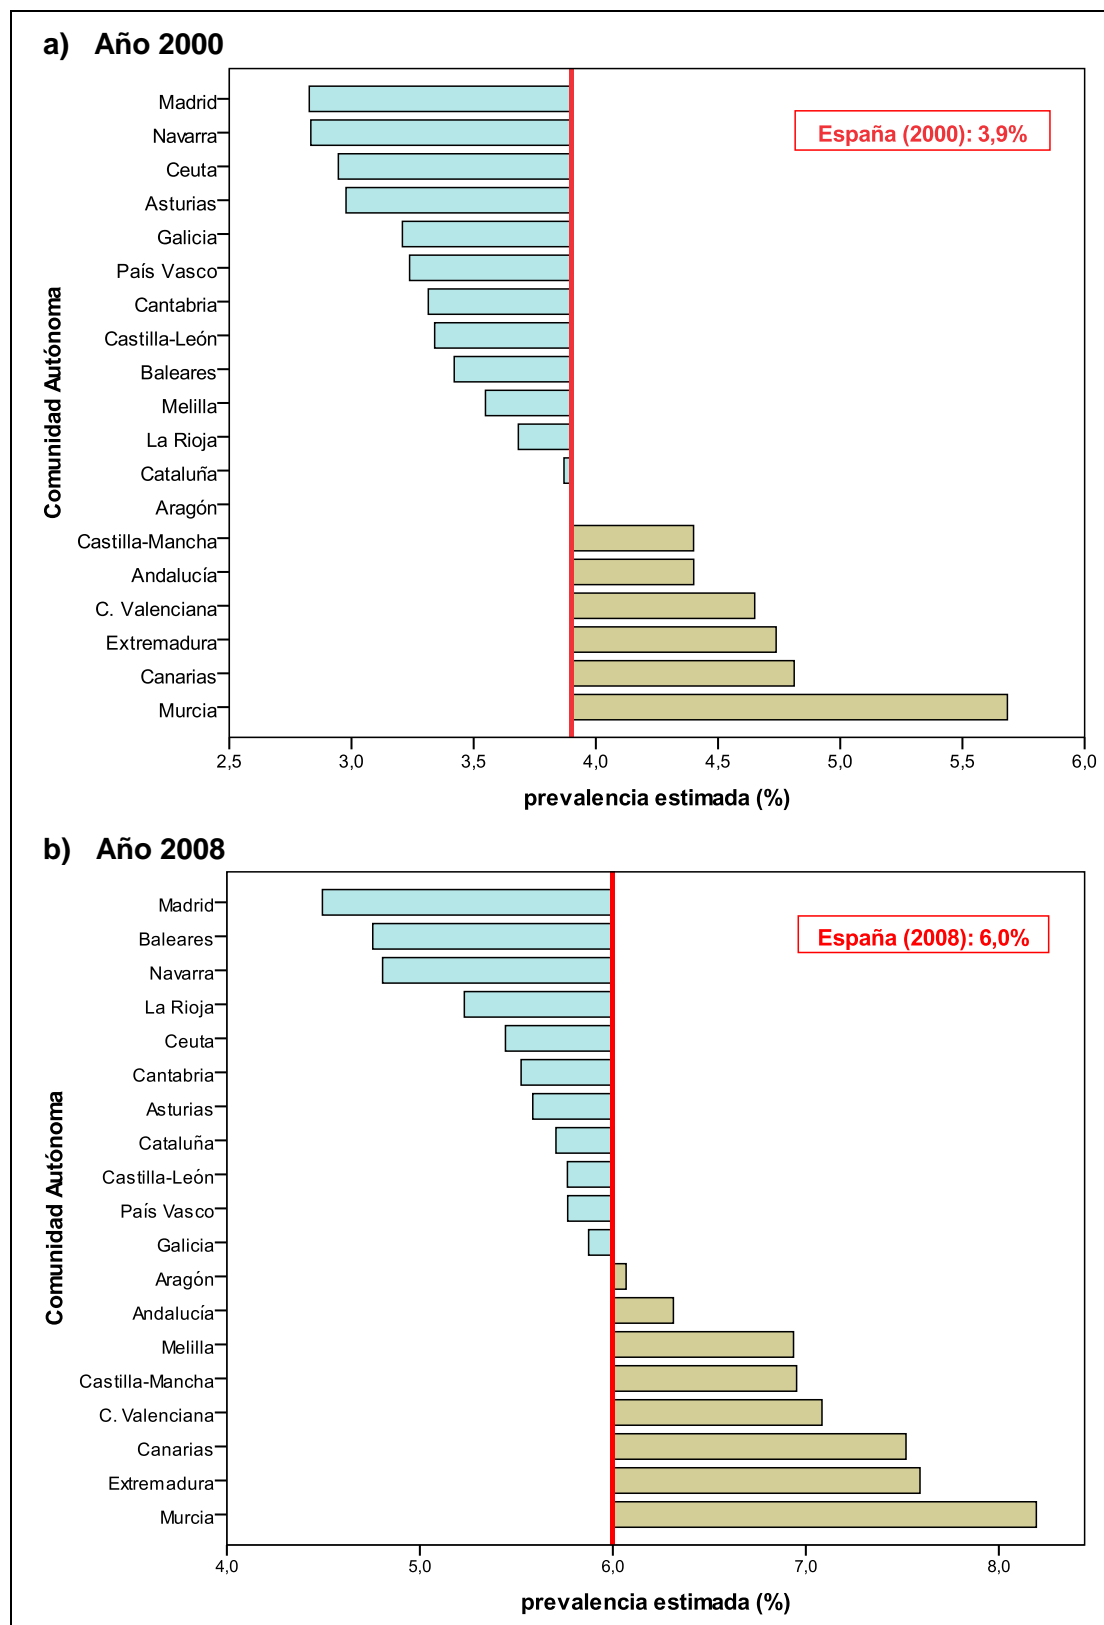 a) Año 2000
España (2000): 3,9%
Comunidad Autónoma
Madrid
Navarra
Ceuta
Asturias
Galicia
País Vasco
Cantabria
Castilla-León
Baleares
Melilla
La Rioja
Cataluña
Aragón
Castilla-Mancha
Andalucía
C. Valenciana
Extremadura
Canarias
Murcia
2,5 3,0 3,5 4,0 4,5 5,0 5,5 6,0
prevalencia estimada (%)
b) Año 2008
España (2008): 6,0%
Comunidad Autónoma
Madrid
Baleares
Navarra
La Rioja
Ceuta
Cantabria
Asturias
Cataluña
Castilla-León
País Vasco
Galicia
Aragón
Andalucía
Melilla
Castilla-Mancha
C. Valenciana
Canarias
Extremadura
Murcia
4,0 5,0 6,0 7,0 8,0
prevalencia estimada (%)